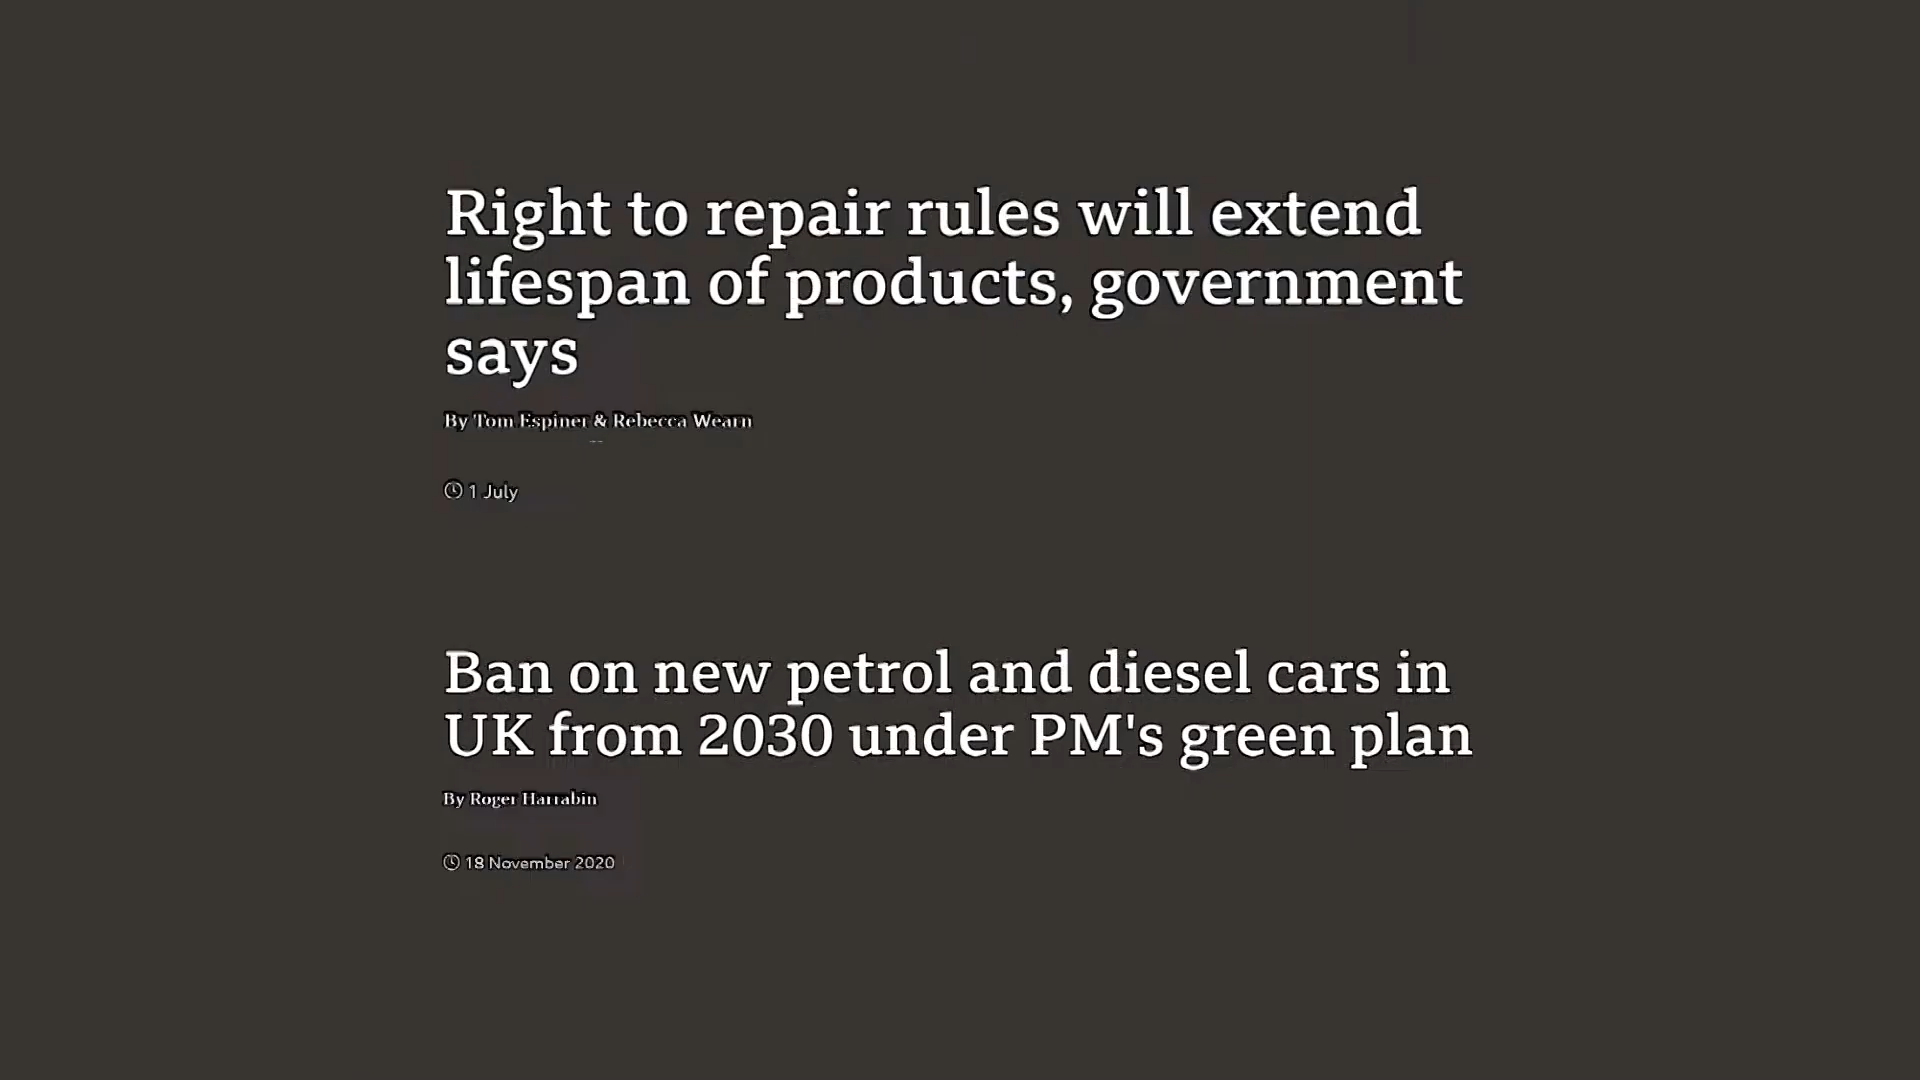 Right to repair rules will extend
lifespan of products, government
says
By Tom Espiner & Rebecca Wearn
1 July
Ban on new petrol and diesel cars in
UK from 2030 under PM's green plan
By Roger Harrabin
18 November 2020